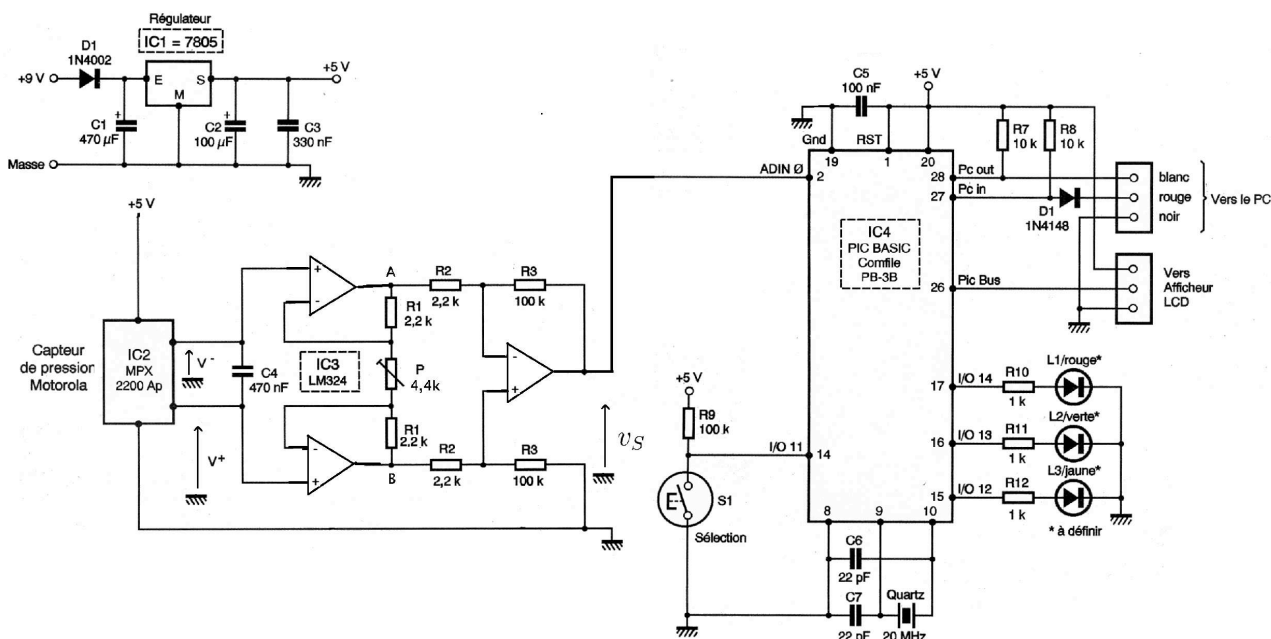 Régulateur
IC1 = 7805
D1
1N4002
+9 V
E
S
M
+5 V
C1
470 µF
+
C2
100 µF
+
C3
330 nF
Masse
+5 V
Capteur
de pression
Motorola
IC2
MPX
2200 Ap
V -
V+
C4
470 nF
+
-
IC3
LM324
-
+
A
R1
2,2 k
P
4,4k
R1
2,2 k
B
R2
2,2 k
R3
100 k
-
+
R2
2,2 k
R3
100 k
vS
C5
100 nF
+5 V
Gnd
RST
19
1
20
R7
10 k
R8
10 k
ADIN Ø
2
28
Pc out
27
Pc in
D1
1N4148
blanc
rouge
noir
Vers le PC
IC4
PIC BASIC
Comfile
PB-3B
26
Pic Bus
Vers
Afficheur
LCD
+5 V
R9
100 k
I/O 11
14
S1
Sélection
17
I/O 14
R10
1 k
L1/rouge*
16
I/O 13
R11
1 k
L2/verte*
15
I/O 12
R12
1 k
L3/jaune*
* à définir
8
9
10
C6
22 pF
C7
Quartz
20 MHz